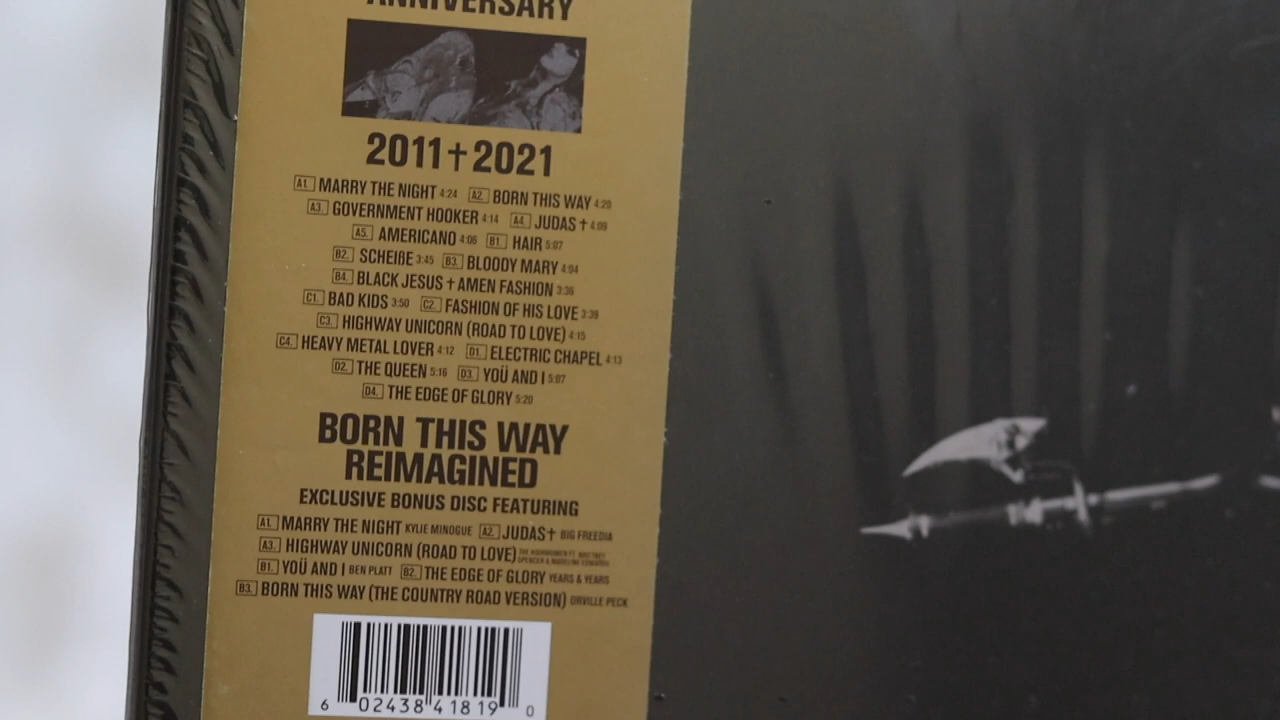 ANNIVERSARY
2011†2021
A1. MARRY THE NIGHT 4:24 A2. BORN THIS WAY 4:20
A3. GOVERNMENT HOOKER 4:14 A4. JUDAS † 4:09
A5. AMERICANO 4:06 B1. HAIR 5:07
B2. SCHEIßE 3:45 B3. BLOODY MARY 4:04
B4. BLACK JESUS † AMEN FASHION 3:36
C1. BAD KIDS 3:50 C2. FASHION OF HIS LOVE 3:39
C3. HIGHWAY UNICORN (ROAD TO LOVE) 4:15
C4. HEAVY METAL LOVER 4:12 D1. ELECTRIC CHAPEL 4:13
D2. THE QUEEN 5:16 D3. YOÜ AND I 5:07
D4. THE EDGE OF GLORY 5:20
BORN THIS WAY
REIMAGINED
EXCLUSIVE BONUS DISC FEATURING
A1. MARRY THE NIGHT KYLIE MINOGUE A2. JUDAS† BIG FREEDIA
A3. HIGHWAY UNICORN (ROAD TO LOVE) THE HIGHWOMEN FT. BRITTNEY SPENCER & MADELINE EDWARDS
B1. YOÜ AND I BEN PLATT B2. THE EDGE OF GLORY YEARS & YEARS
B3. BORN THIS WAY (THE COUNTRY ROAD VERSION) ORVILLE PECK
6 02438 41819 0